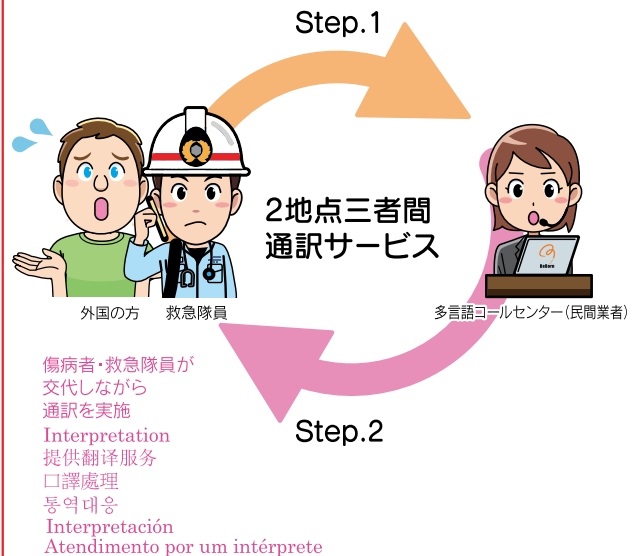 Step.1
2地点三者間
通訳サービス
BeBorn
外国の方
救急隊員
多言語コールセンター(民間業者)
傷病者・救急隊員が
交代しながら
通訳を実施
Interpretation
提供翻译服务
口譯處理
통역대응
Interpretación
Atendimento por um intérprete
Step.2